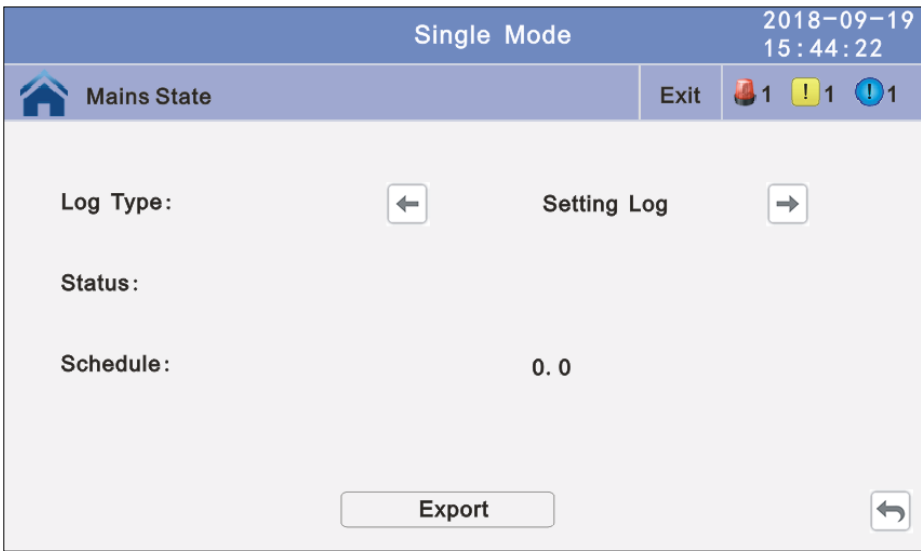 Single Mode
2018-09-19
15:44:22
Mains State
Exit
1
! 1
! 1
Log Type:
Setting Log
Status:
Schedule:
0.0
Export